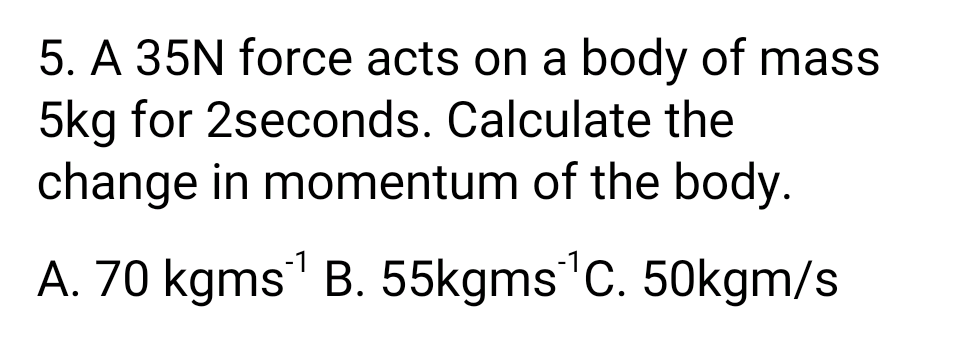 5. A 35N force acts on a body of mass
5kg for 2seconds. Calculate the
change in momentum of the body.
A. 70 kgms⁻¹ B. 55kgms⁻¹C. 50kgm/s